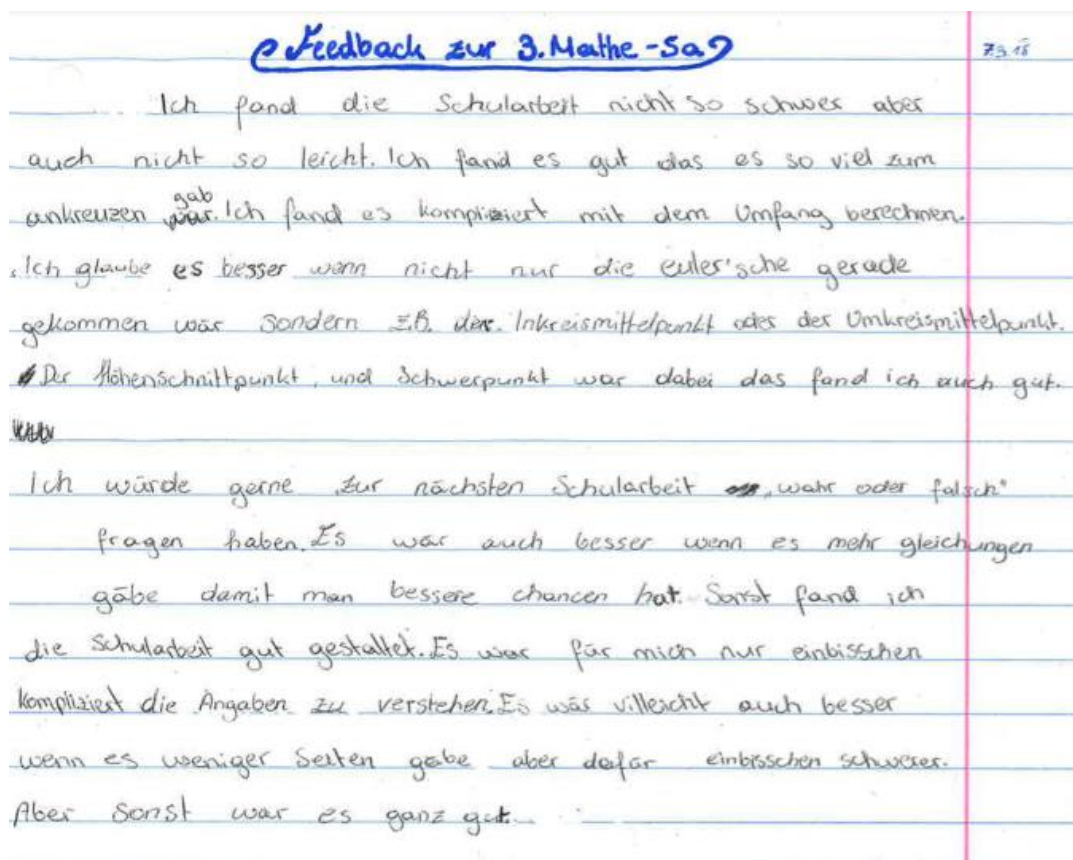 Feedback zur 3. Mathe-Sa
7.3.18
Ich fand die Schularbeit nicht so schwer aber
auch nicht so leicht. Ich fand es gut das es so viel zum
ankreuzen gab. Ich fand es kompliziert mit dem Umfang berechnen.
Ich glaube es besser wenn nicht nur die euler'sche gerade
gekommen wär sondern z.B. der Inkreismittelpunkt oder der Umkreismittelpunkt.
Der Höhenschnittpunkt, und Schwerpunkt war dabei das fand ich auch gut.
Ich würde gerne zur nächsten Schularbeit „wahr oder falsch"
fragen haben. Es wär auch besser wenn es mehr gleichungen
gäbe damit man bessere chancen hat. Sonst fand ich
die Schularbeit gut gestaltet. Es war für mich nur einbisschen
kompliziert die Angaben zu verstehen. Es wär villeicht auch besser
wenn es weniger Seiten gäbe aber dafür einbisschen schwerer.
Aber Sonst war es ganz gut.